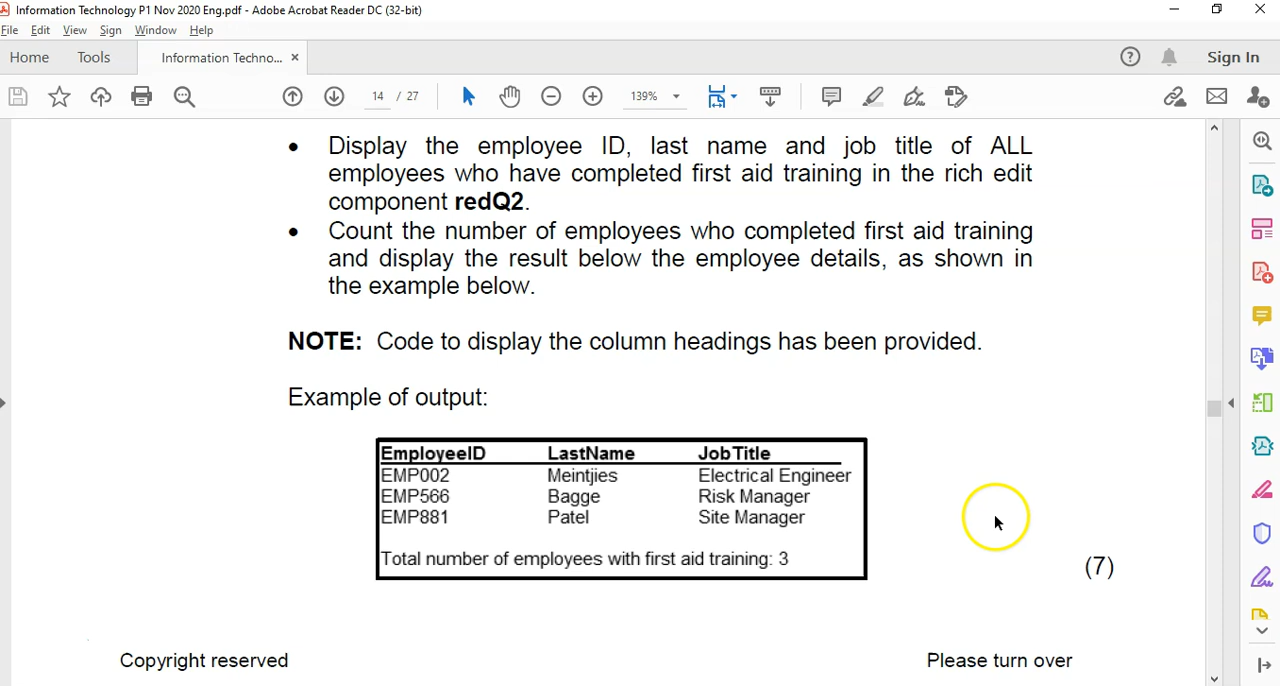 Information Technology P1 Nov 2020 Eng.pdf - Adobe Acrobat Reader DC (32-bit)
File Edit View Sign Window Help
Home Tools Information Techno... × Sign In
14 / 27 139%
• Display the employee ID, last name and job title of ALL
employees who have completed first aid training in the rich edit
component redQ2.
• Count the number of employees who completed first aid training
and display the result below the employee details, as shown in
the example below.
NOTE: Code to display the column headings has been provided.
Example of output:
EmployeeID LastName JobTitle
EMP002 Meintjies Electrical Engineer
EMP566 Bagge Risk Manager
EMP881 Patel Site Manager
Total number of employees with first aid training: 3
(7)
Copyright reserved Please turn over